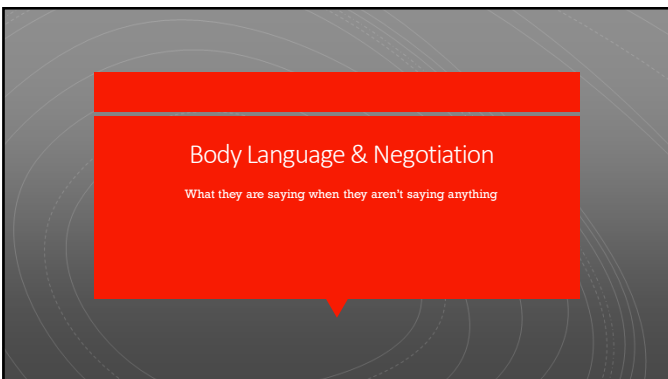 Body Language & Negotiation
What they are saying when they aren't saying anything